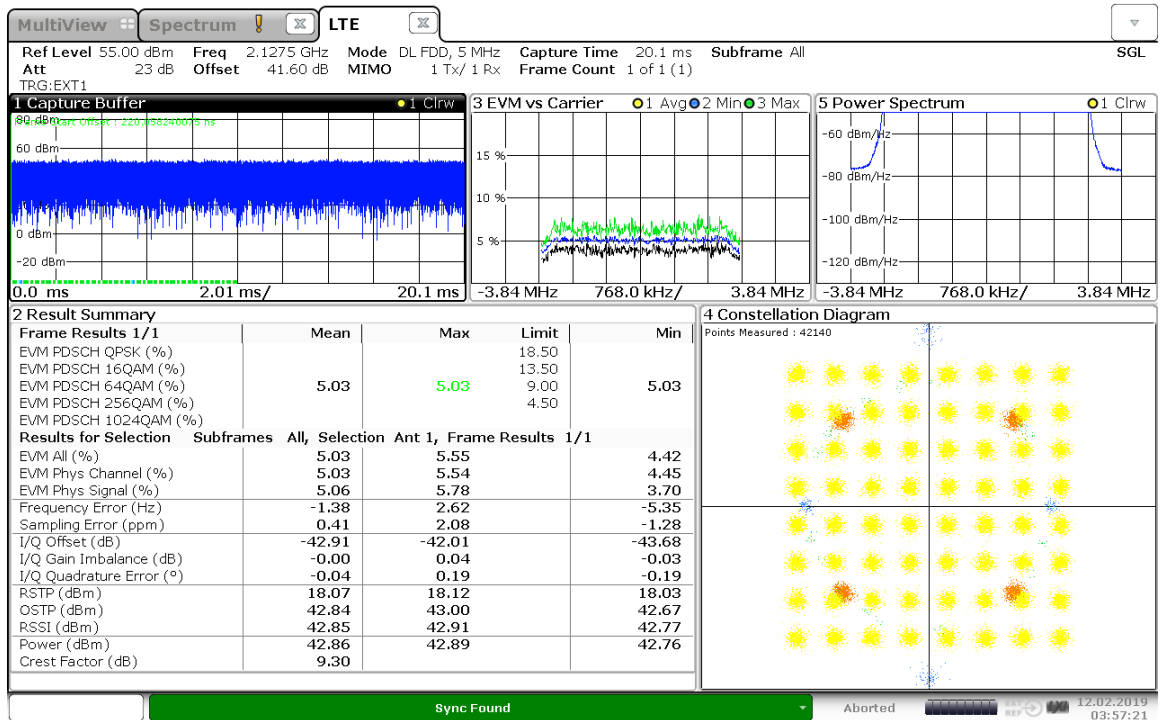 MultiView Spectrum LTE
Ref Level 55.00 dBm Freq 2.1275 GHz Mode DL FDD, 5 MHz Capture Time 20.1 ms Subframe All SGL
Att 23 dB Offset 41.60 dB MIMO 1 Tx/ 1 Rx Frame Count 1 of 1 (1)
TRG:EXT1
1 Capture Buffer ●1 Clrw
80 dBm
Frame Start Offset : 220.058240075 ns
60 dBm
0 dBm
-20 dBm
0.0 ms 2.01 ms/ 20.1 ms
3 EVM vs Carrier ●1 Avg ●2 Min ●3 Max
15 %
10 %
5 %
-3.84 MHz 768.0 kHz/ 3.84 MHz
5 Power Spectrum ●1 Clrw
-60 dBm/Hz
-80 dBm/Hz
-100 dBm/Hz
-120 dBm/Hz
-3.84 MHz 768.0 kHz/ 3.84 MHz
2 Result Summary
Frame Results 1/1 Mean Max Limit Min
EVM PDSCH QPSK (%) 18.50
EVM PDSCH 16QAM (%) 13.50
EVM PDSCH 64QAM (%) 5.03 5.03 9.00 5.03
EVM PDSCH 256QAM (%) 4.50
EVM PDSCH 1024QAM (%)
Results for Selection Subframes All, Selection Ant 1, Frame Results 1/1
EVM All (%) 5.03 5.55 4.42
EVM Phys Channel (%) 5.03 5.54 4.45
EVM Phys Signal (%) 5.06 5.78 3.70
Frequency Error (Hz) -1.38 2.62 -5.35
Sampling Error (ppm) 0.41 2.08 -1.28
I/Q Offset (dB) -42.91 -42.01 -43.68
I/Q Gain Imbalance (dB) -0.00 0.04 -0.03
I/Q Quadrature Error (°) -0.04 0.19 -0.19
RSTP (dBm) 18.07 18.12 18.03
OSTP (dBm) 42.84 43.00 42.67
RSSI (dBm) 42.85 42.91 42.77
Power (dBm) 42.86 42.89 42.76
Crest Factor (dB) 9.30
4 Constellation Diagram
Points Measured : 42140
Sync Found
Aborted
12.02.2019
03:57:21